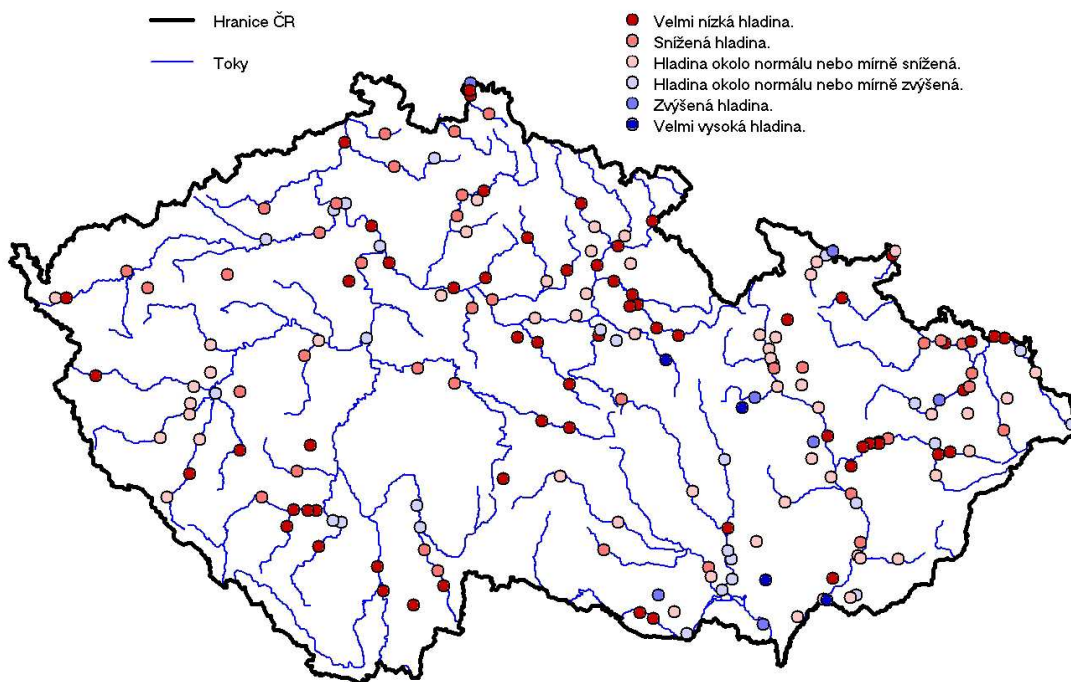 Hranice ČR
Toky
Velmi nízká hladina.
Snížená hladina.
Hladina okolo normálu nebo mírně snížená.
Hladina okolo normálu nebo mírně zvýšená.
Zvýšená hladina.
Velmi vysoká hladina.